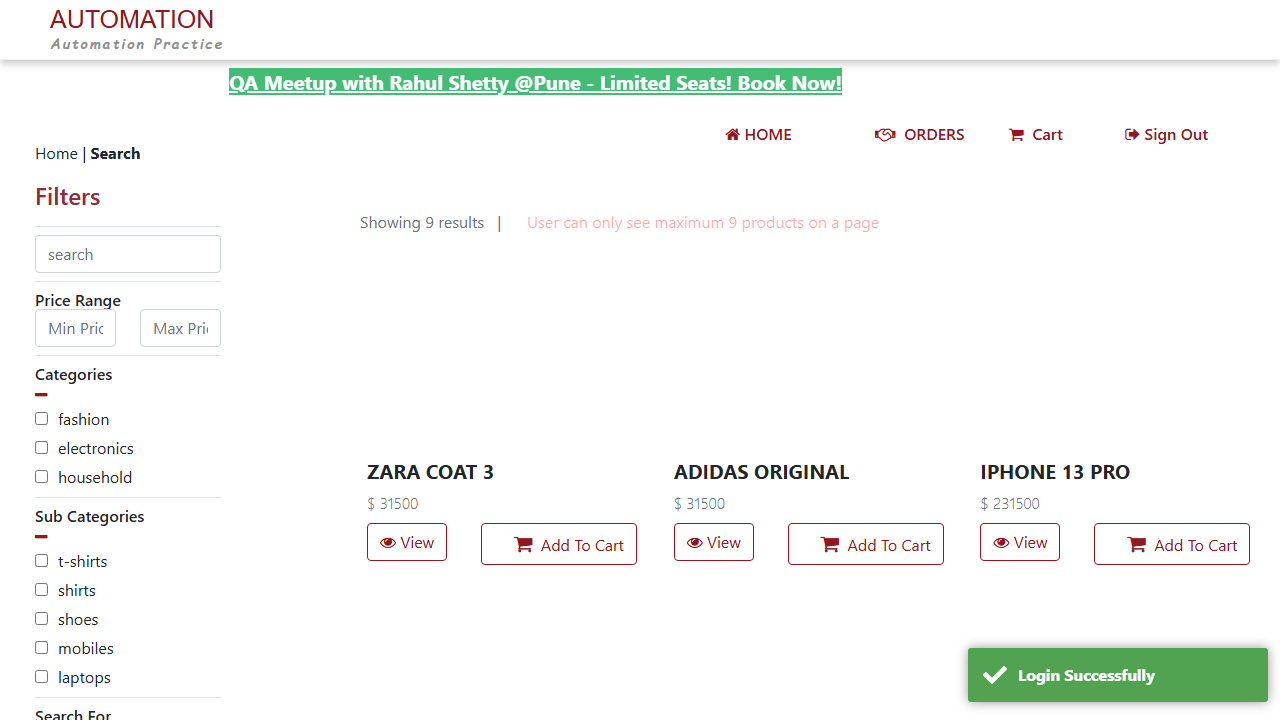 AUTOMATION
Automation Practice
QA Meetup with Rahul Shetty @Pune - Limited Seats! Book Now!
HOME ORDERS Cart Sign Out
Home | Search
Filters
Showing 9 results | User can only see maximum 9 products on a page
search
Price Range
Min Pric Max Pri
Categories
fashion
electronics
household
Sub Categories
t-shirts
shirts
shoes
mobiles
laptops
Search For
ZARA COAT 3
$ 31500
View Add To Cart
ADIDAS ORIGINAL
$ 31500
View Add To Cart
IPHONE 13 PRO
$ 231500
View Add To Cart
Login Successfully